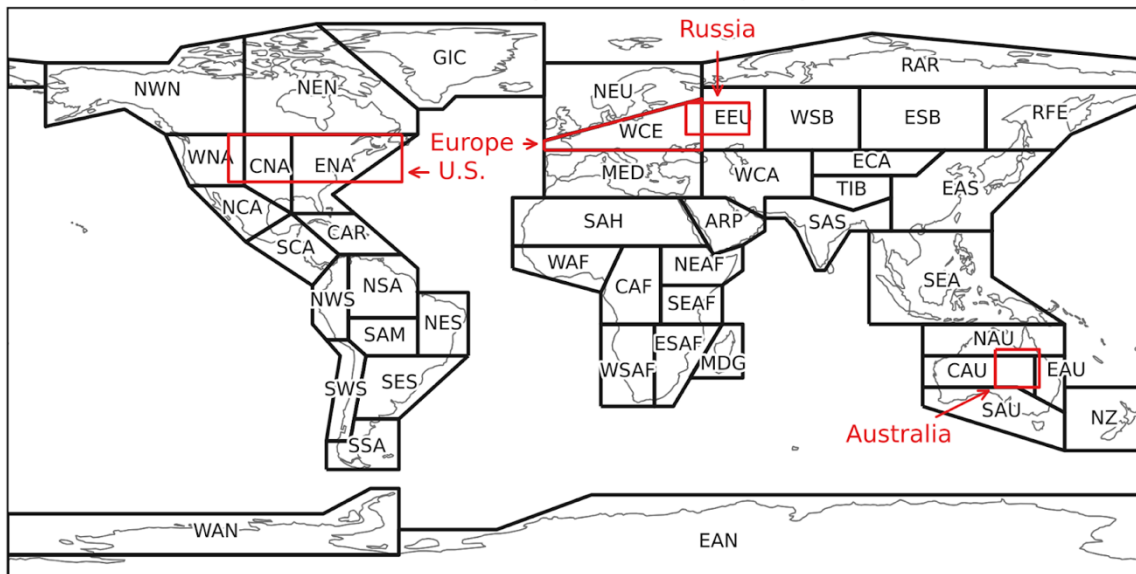 Russia
GIC
RAR
NWN
NEN
NEU
WSB
ESB
RFE
EEU
WCE
Europe
WNA
CNA
ENA
U.S.
MED
WCA
ECA
TIB
EAS
NCA
SAH
ARP
SAS
SCA
CAR
WAF
NEAF
CAF
SEA
NWS
NSA
SEAF
NES
SAM
NAU
ESAF
MDG
WSAF
CAU
EAU
SWS
SES
SAU
NZ
SSA
Australia
WAN
EAN